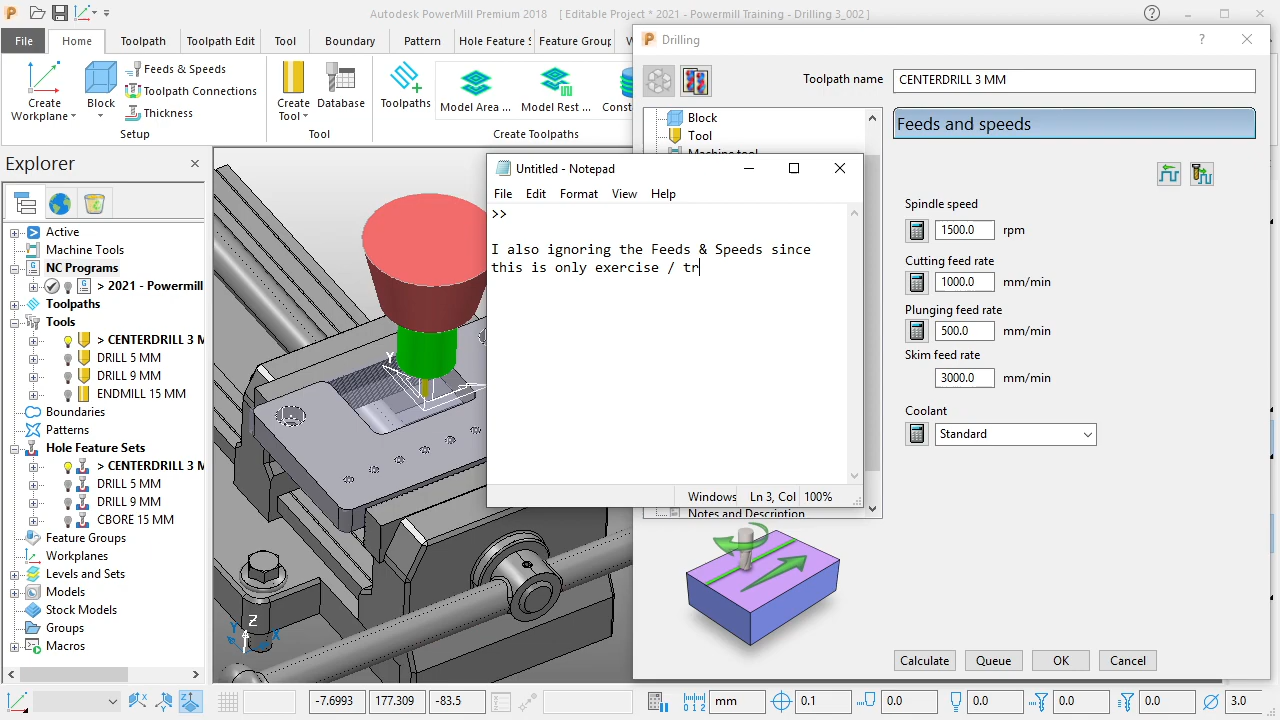 Autodesk PowerMill Premium 2018 [ Editable Project * 2021 - Powermill Training - Drilling 3_002 ]
File Home Toolpath Toolpath Edit Tool Boundary Pattern Hole Feature Feature Group
Create Workplane
Block
Feeds & Speeds
Toolpath Connections
Thickness
Setup
Create Tool
Database
Tool
Toolpaths
Model Area ...
Model Rest ...
Create Toolpaths
Explorer
Active
Machine Tools
NC Programs
> 2021 - Powermill
Toolpaths
Tools
> CENTERDRILL 3 M
DRILL 5 MM
DRILL 9 MM
ENDMILL 15 MM
Boundaries
Patterns
Hole Feature Sets
> CENTERDRILL 3 M
DRILL 5 MM
DRILL 9 MM
CBORE 15 MM
Feature Groups
Workplanes
Levels and Sets
Models
Stock Models
Groups
Macros
Y
Z
Y
X
Untitled - Notepad
File Edit Format View Help
>>
I also ignoring the Feeds & Speeds since
this is only exercise / tr
Windows Ln 3, Col 100%
Drilling
?
Toolpath name CENTERDRILL 3 MM
Block
Tool
Machine tool
Notes and Description
Feeds and speeds
Spindle speed
1500.0 rpm
Cutting feed rate
1000.0 mm/min
Plunging feed rate
500.0 mm/min
Skim feed rate
3000.0 mm/min
Coolant
Standard
Calculate Queue OK Cancel
-7.6993 177.309 -83.5 mm 0.1 0.0 0.0 0.0 0.0 3.0